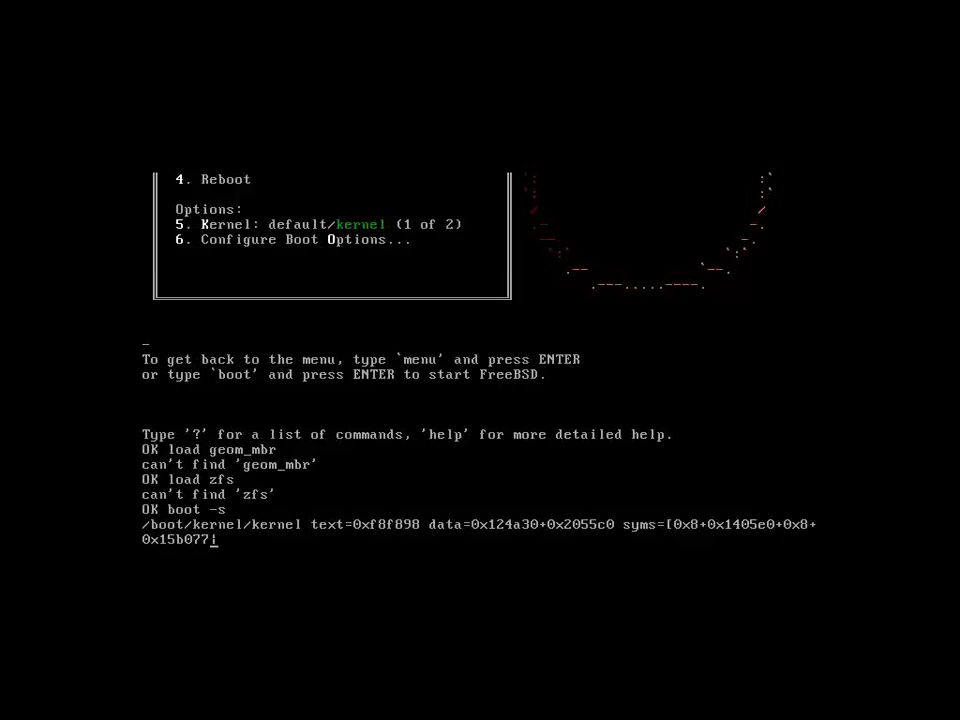 4. Reboot
Options:
5. Kernel: default/kernel (1 of 2)
6. Configure Boot Options...
To get back to the menu, type `menu' and press ENTER
or type `boot' and press ENTER to start FreeBSD.
Type '?' for a list of commands, 'help' for more detailed help.
OK load geom_mbr
can't find 'geom_mbr'
OK load zfs
can't find 'zfs'
OK boot -s
/boot/kernel/kernel text=0xf8f898 data=0x124a30+0x2055c0 syms=[0x8+0x1405e0+0x8+
0x15b077